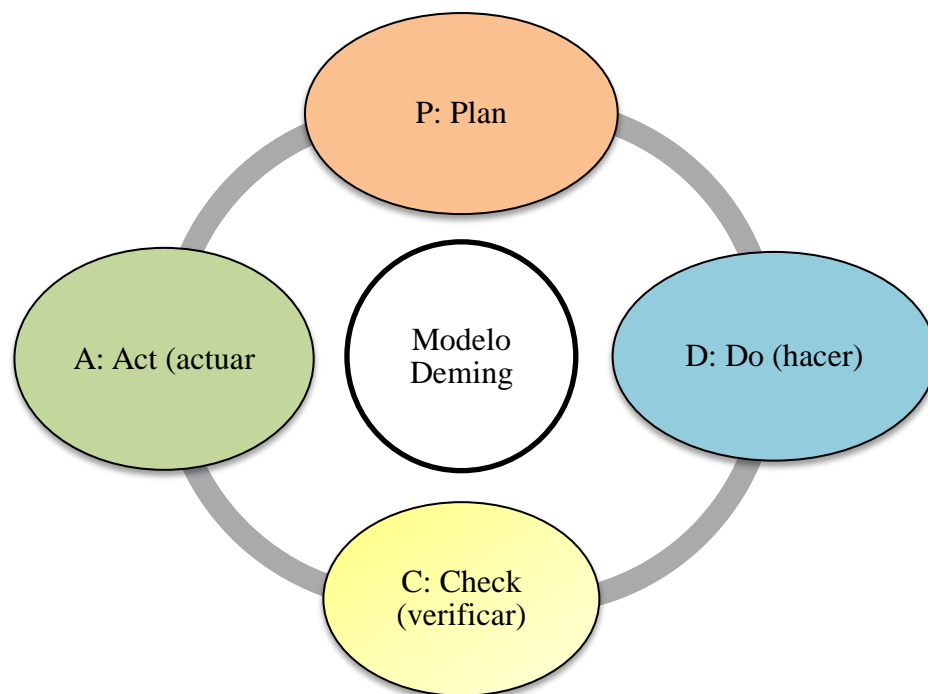 P: Plan
A: Act (actuar
Modelo
Deming
D: Do (hacer)
C: Check
(verificar)